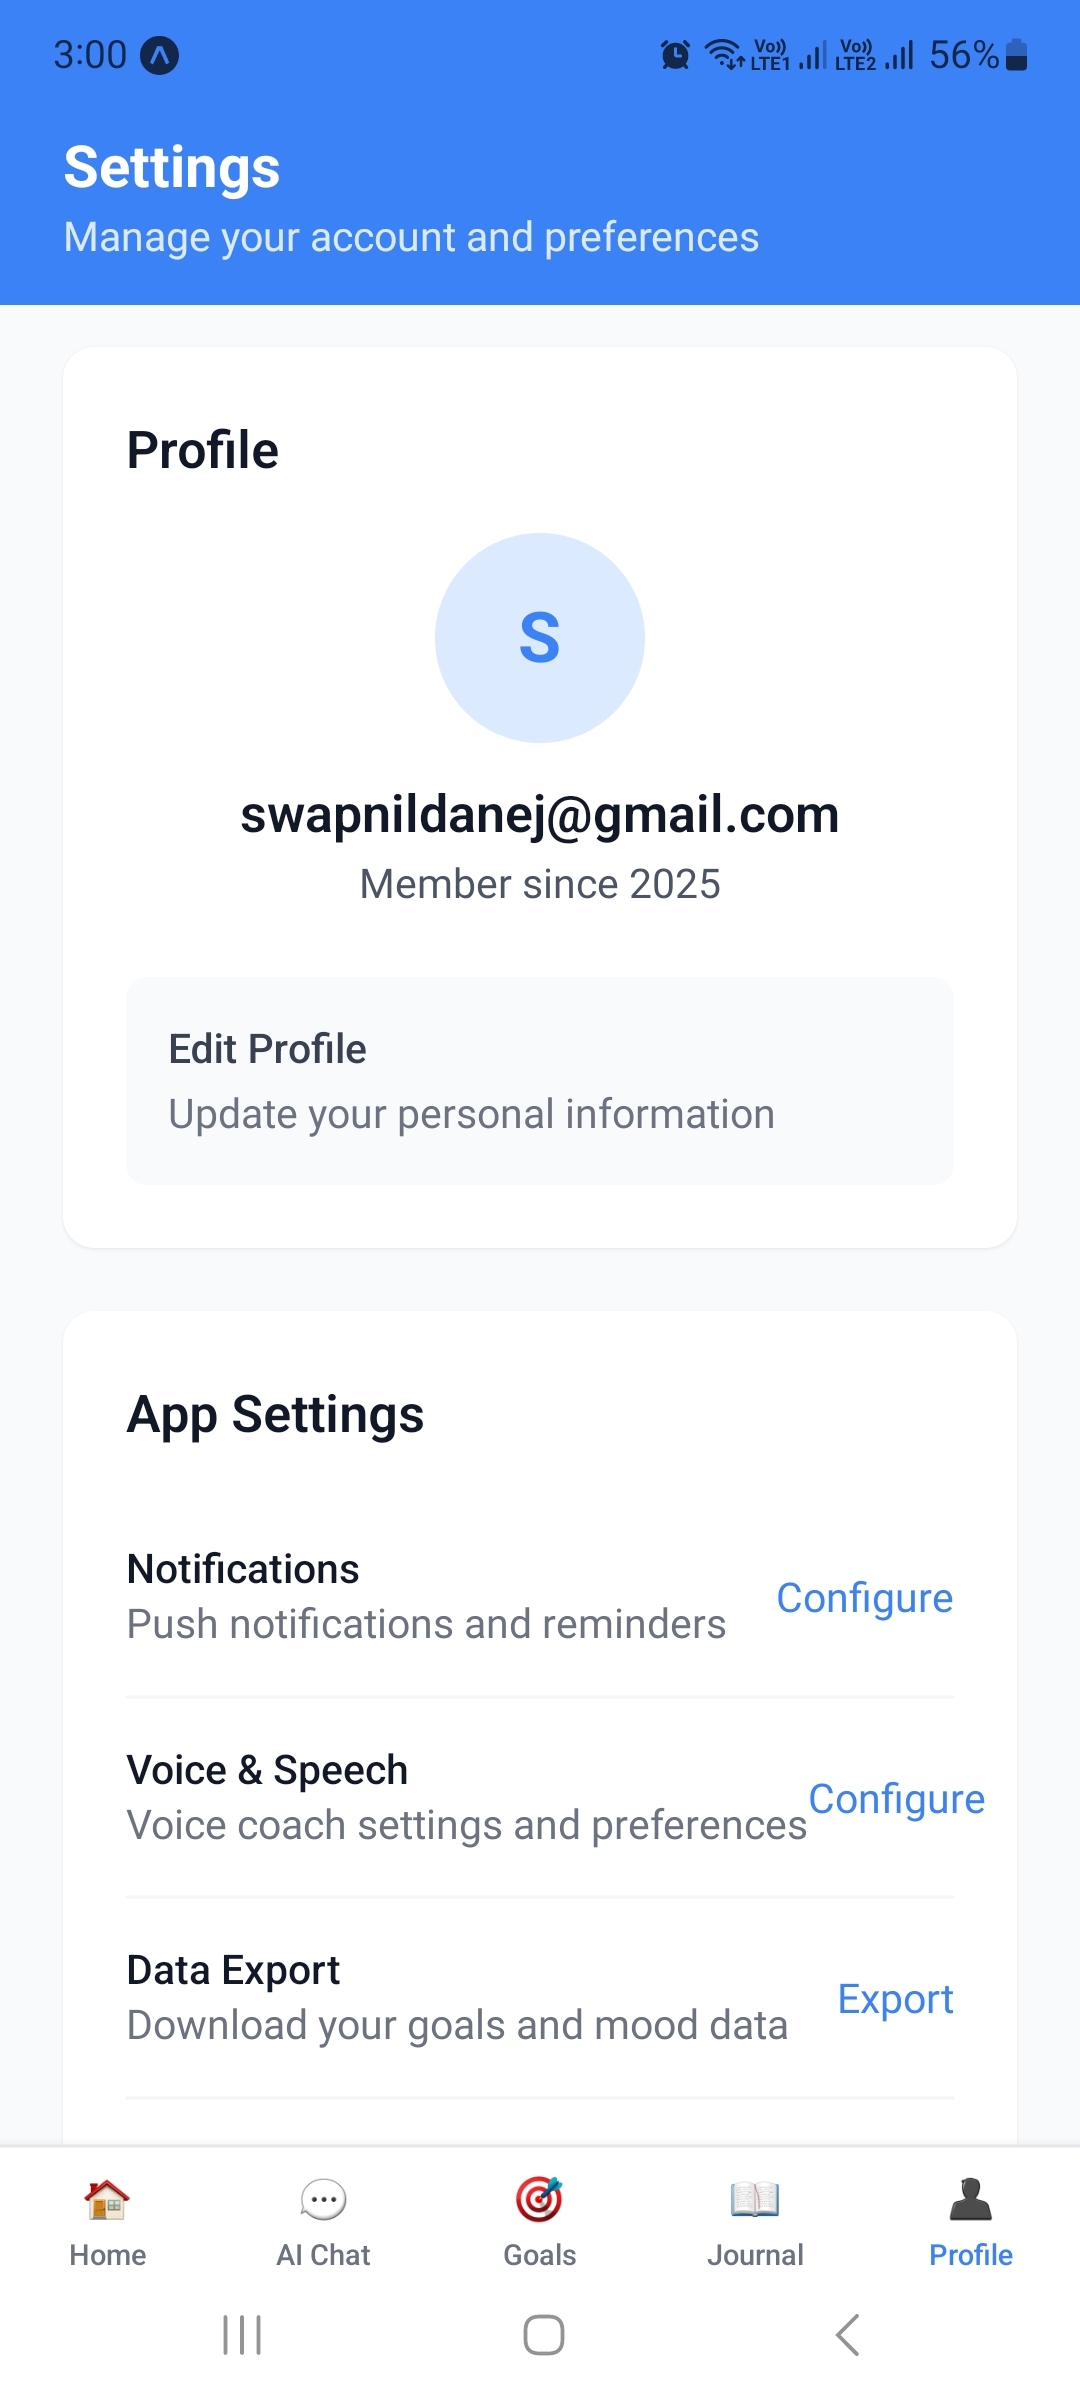 3:00
Vo)) LTE1 Vo)) LTE2 56%
Settings
Manage your account and preferences
Profile
S
swapnildanej@gmail.com
Member since 2025
Edit Profile
Update your personal information
App Settings
Notifications
Push notifications and reminders
Configure
Voice & Speech
Voice coach settings and preferences
Configure
Data Export
Download your goals and mood data
Export
Home
AI Chat
Goals
Journal
Profile